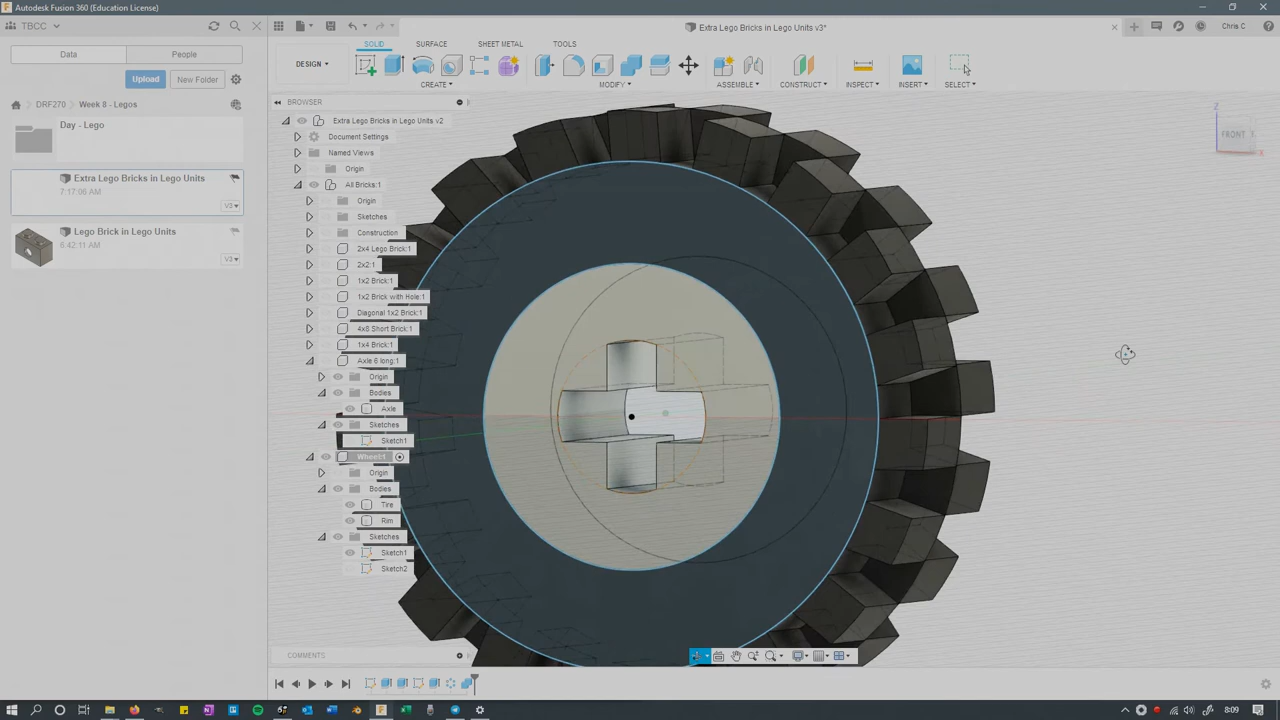 Autodesk Fusion 360 (Education License)
TBCC
Extra Lego Bricks in Lego Units v3*
Chris C
Data
People
SOLID
SURFACE
SHEET METAL
TOOLS
DESIGN
CREATE
MODIFY
ASSEMBLE
CONSTRUCT
INSPECT
INSERT
SELECT
Upload
New Folder
DRF270
Week 8 - Legos
BROWSER
Day - Lego
Extra Lego Bricks in Lego Units v2
Document Settings
Named Views
Origin
Extra Lego Bricks in Lego Units
7:17:06 AM
V2
All Bricks:1
Origin
Sketches
Construction
Lego Brick in Lego Units
6:42:11 AM
2x4 Lego Brick:1
2x2:1
1x2 Brick:1
1x2 Brick with Hole:1
Diagonal 1x2 Brick:1
4x8 Short Brick:1
1x4 Brick:1
Axle 6 long:1
Origin
Bodies
Axle
Sketches
Sketch1
Origin
Bodies
Tire
Rim
Sketches
Sketch1
Sketch2
FRONT
Z
X
COMMENTS
8:09